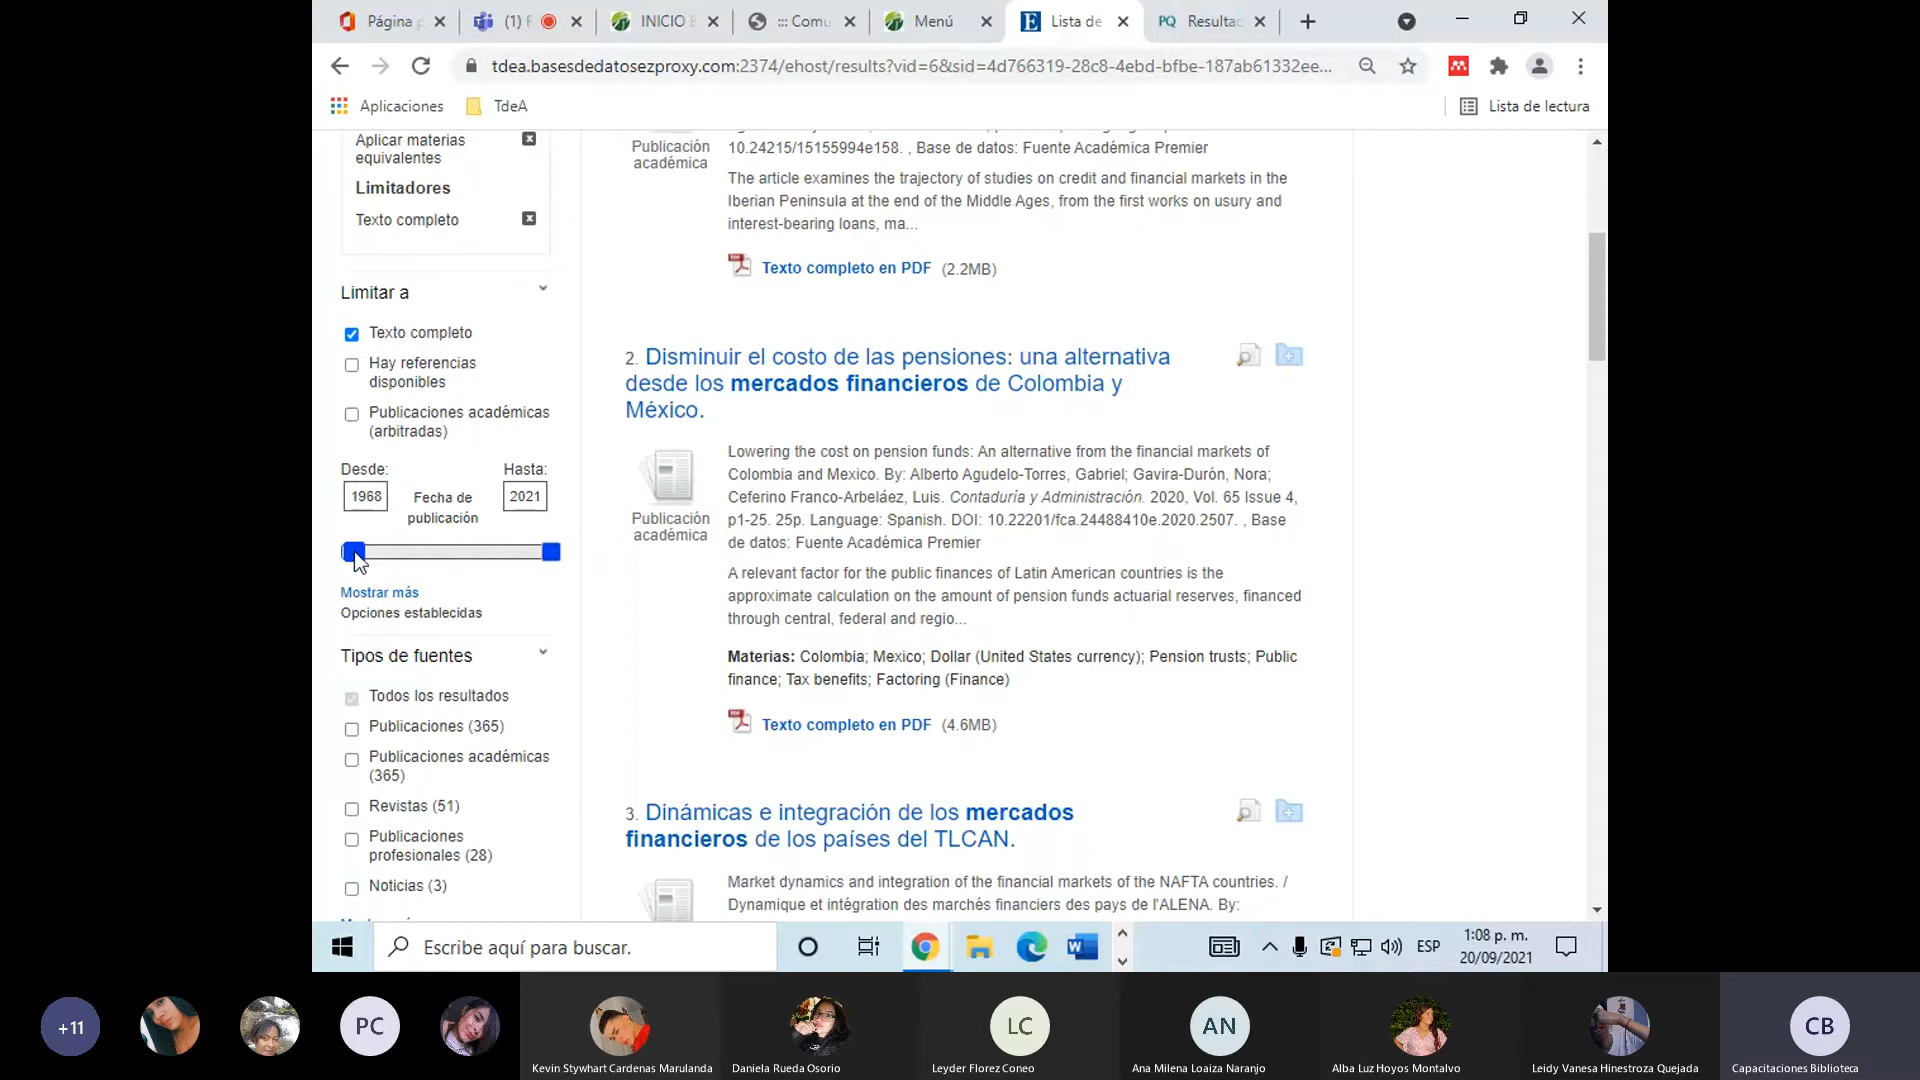 Página p
(1) F
INICIO B
::: Comu
Menú
Lista de
PQ Resultac
tdea.basesdedatosezproxy.com:2374/ehost/results?vid=6&sid=4d766319-28c8-4ebd-bfbe-187ab61332ee...
Aplicaciones
TdeA
Lista de lectura
Aplicar materias
equivalentes
Limitadores
Texto completo
Limitar a
Texto completo
Hay referencias
disponibles
Publicaciones académicas
(arbitradas)
Desde:
Hasta:
1968
Fecha de
publicación
2021
Mostrar más
Opciones establecidas
Tipos de fuentes
Todos los resultados
Publicaciones (365)
Publicaciones académicas
(365)
Revistas (51)
Publicaciones
profesionales (28)
Noticias (3)
Publicación
académica
10.24215/15155994e158. , Base de datos: Fuente Académica Premier
The article examines the trajectory of studies on credit and financial markets in the
Iberian Peninsula at the end of the Middle Ages, from the first works on usury and
interest-bearing loans, ma...
Texto completo en PDF (2.2MB)
2. Disminuir el costo de las pensiones: una alternativa
desde los mercados financieros de Colombia y
México.
Publicación
académica
Lowering the cost on pension funds: An alternative from the financial markets of
Colombia and Mexico. By: Alberto Agudelo-Torres, Gabriel; Gavira-Durón, Nora;
Ceferino Franco-Arbeláez, Luis. Contaduría y Administración. 2020, Vol. 65 Issue 4,
p1-25. 25p. Language: Spanish. DOI: 10.22201/fca.24488410e.2020.2507. , Base
de datos: Fuente Académica Premier
A relevant factor for the public finances of Latin American countries is the
approximate calculation on the amount of pension funds actuarial reserves, financed
through central, federal and regio...
Materias: Colombia; Mexico; Dollar (United States currency); Pension trusts; Public
finance; Tax benefits; Factoring (Finance)
Texto completo en PDF (4.6MB)
3. Dinámicas e integración de los mercados
financieros de los países del TLCAN.
Market dynamics and integration of the financial markets of the NAFTA countries. /
Dynamique et intégration des marchés financiers des pays de l'ALENA. By:
Escribe aquí para buscar.
ESP
1:08 p. m.
20/09/2021
+11
PC
LC
AN
CB
Kevin Stywhart Cardenas Marulanda
Daniela Rueda Osorio
Leyder Florez Coneo
Ana Milena Loaiza Naranjo
Alba Luz Hoyos Montalvo
Leidy Vanesa Hinestroza Quejada
Capacitaciones Biblioteca